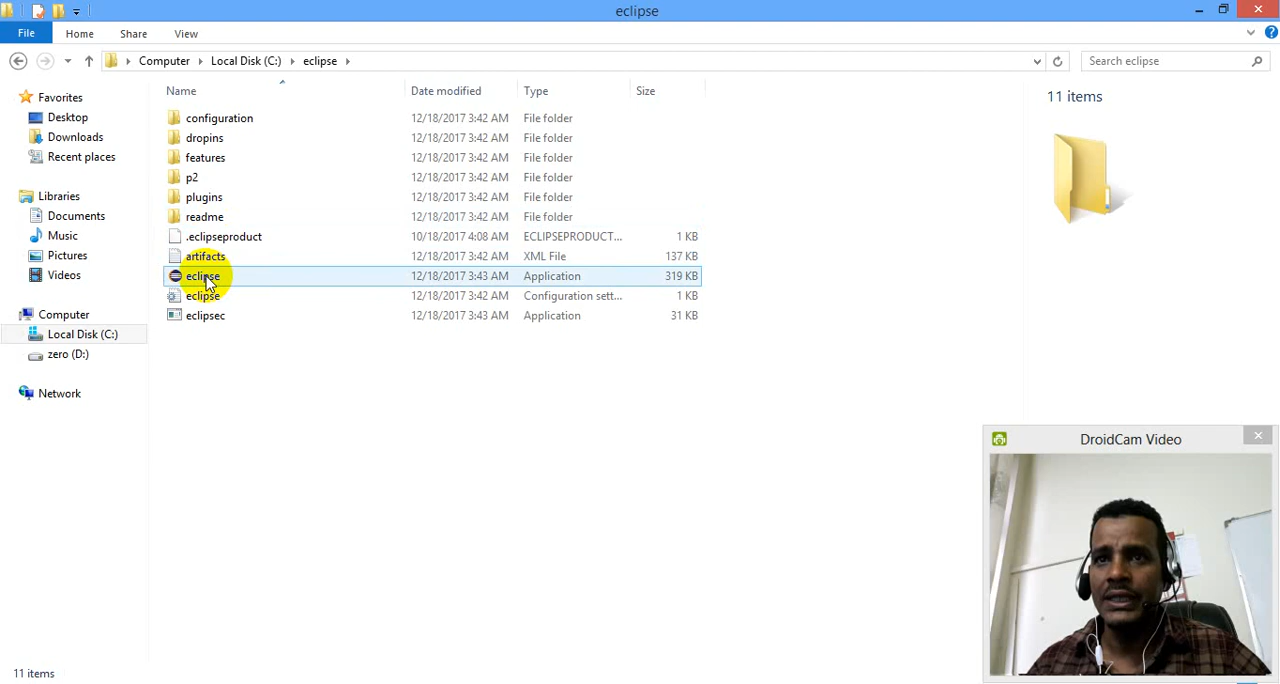 eclipse
File Home Share View
Computer Local Disk (C:) eclipse Search eclipse
Name Date modified Type Size
11 items
Favorites
Desktop
Downloads
Recent places
Libraries
Documents
Music
Pictures
Videos
Computer
Local Disk (C:)
zero (D:)
Network
configuration 12/18/2017 3:42 AM File folder
dropins 12/18/2017 3:42 AM File folder
features 12/18/2017 3:42 AM File folder
p2 12/18/2017 3:42 AM File folder
plugins 12/18/2017 3:42 AM File folder
readme 12/18/2017 3:42 AM File folder
.eclipseproduct 10/18/2017 4:08 AM ECLIPSEPRODUCT... 1 KB
artifacts 12/18/2017 3:42 AM XML File 137 KB
eclipse 12/18/2017 3:43 AM Application 319 KB
eclipse 12/18/2017 3:42 AM Configuration sett... 1 KB
eclipsec 12/18/2017 3:43 AM Application 31 KB
DroidCam Video
11 items